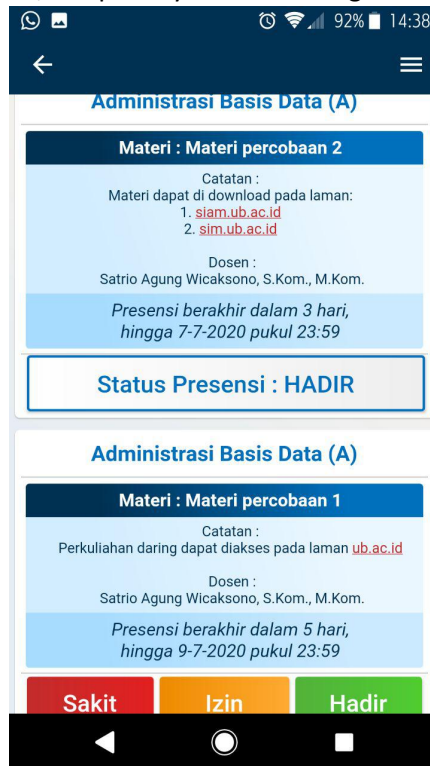 92% 14:38
Administrasi Basis Data (A)
Materi : Materi percobaan 2
Catatan :
Materi dapat di download pada laman:
1. siam.ub.ac.id
2. sim.ub.ac.id
Dosen :
Satrio Agung Wicaksono, S.Kom., M.Kom.
Presensi berakhir dalam 3 hari,
hingga 7-7-2020 pukul 23:59
Status Presensi : HADIR
Administrasi Basis Data (A)
Materi : Materi percobaan 1
Catatan :
Perkuliahan daring dapat diakses pada laman ub.ac.id
Dosen :
Satrio Agung Wicaksono, S.Kom., M.Kom.
Presensi berakhir dalam 5 hari,
hingga 9-7-2020 pukul 23:59
Sakit Izin Hadir